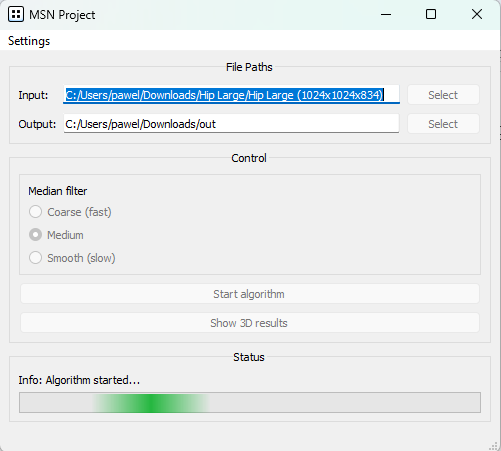 MSN Project
Settings
File Paths
Input: C:/Users/pawel/Downloads/Hip Large/Hip Large (1024x1024x834) Select
Output: C:/Users/pawel/Downloads/out Select
Control
Median filter
Coarse (fast)
Medium
Smooth (slow)
Start algorithm
Show 3D results
Status
Info: Algorithm started...